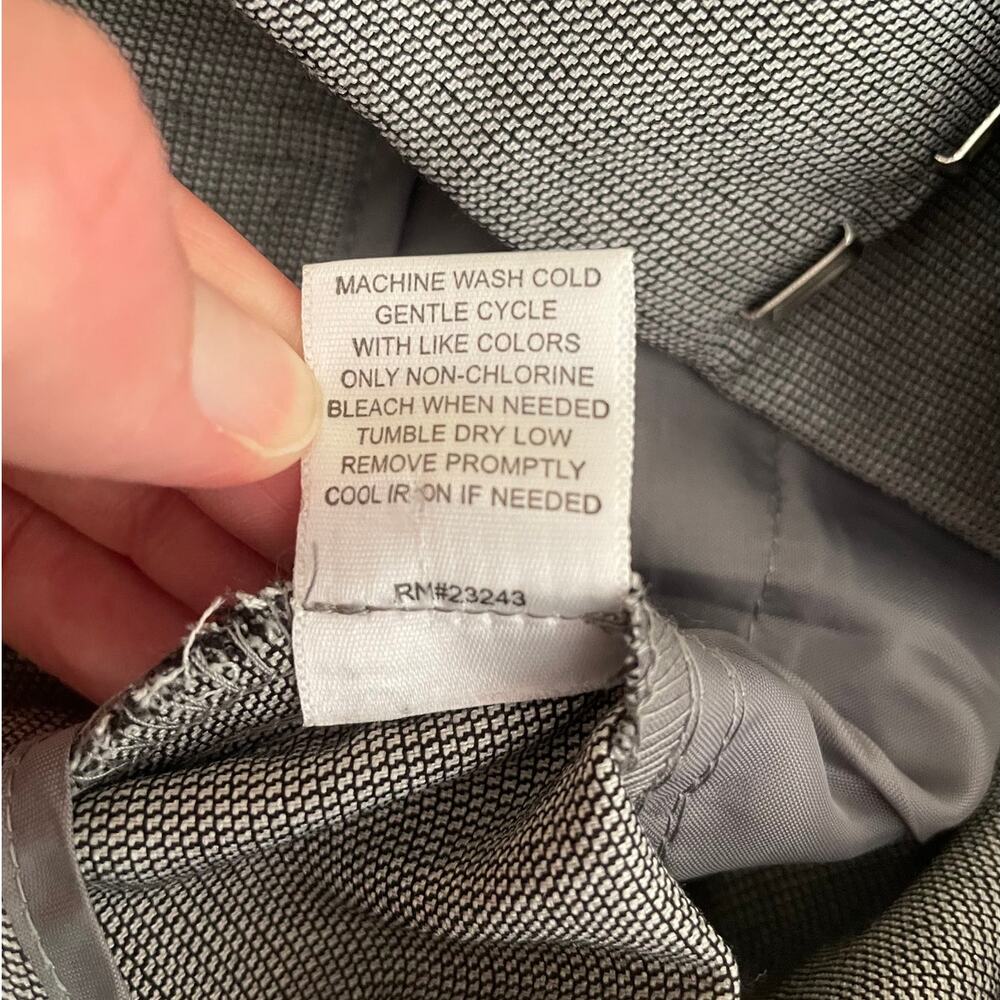 MACHINE WASH COLD
GENTLE CYCLE
WITH LIKE COLORS
ONLY NON-CHLORINE
BLEACH WHEN NEEDED
TUMBLE DRY LOW
REMOVE PROMPTLY
COOL IRON IF NEEDED
RM#23243